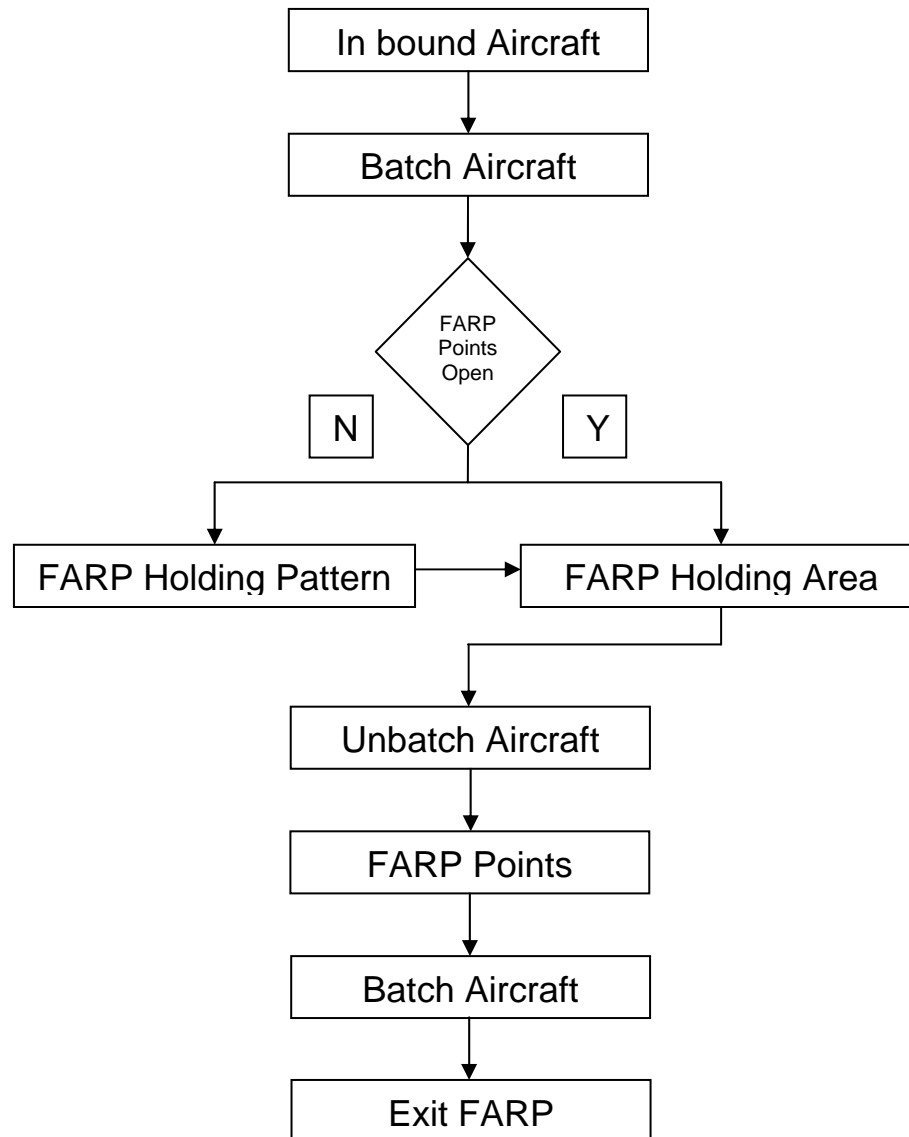 In bound Aircraft
Batch Aircraft
FARP
Points
Open
N
Y
FARP Holding Pattern
FARP Holding Area
Unbatch Aircraft
FARP Points
Batch Aircraft
Exit FARP